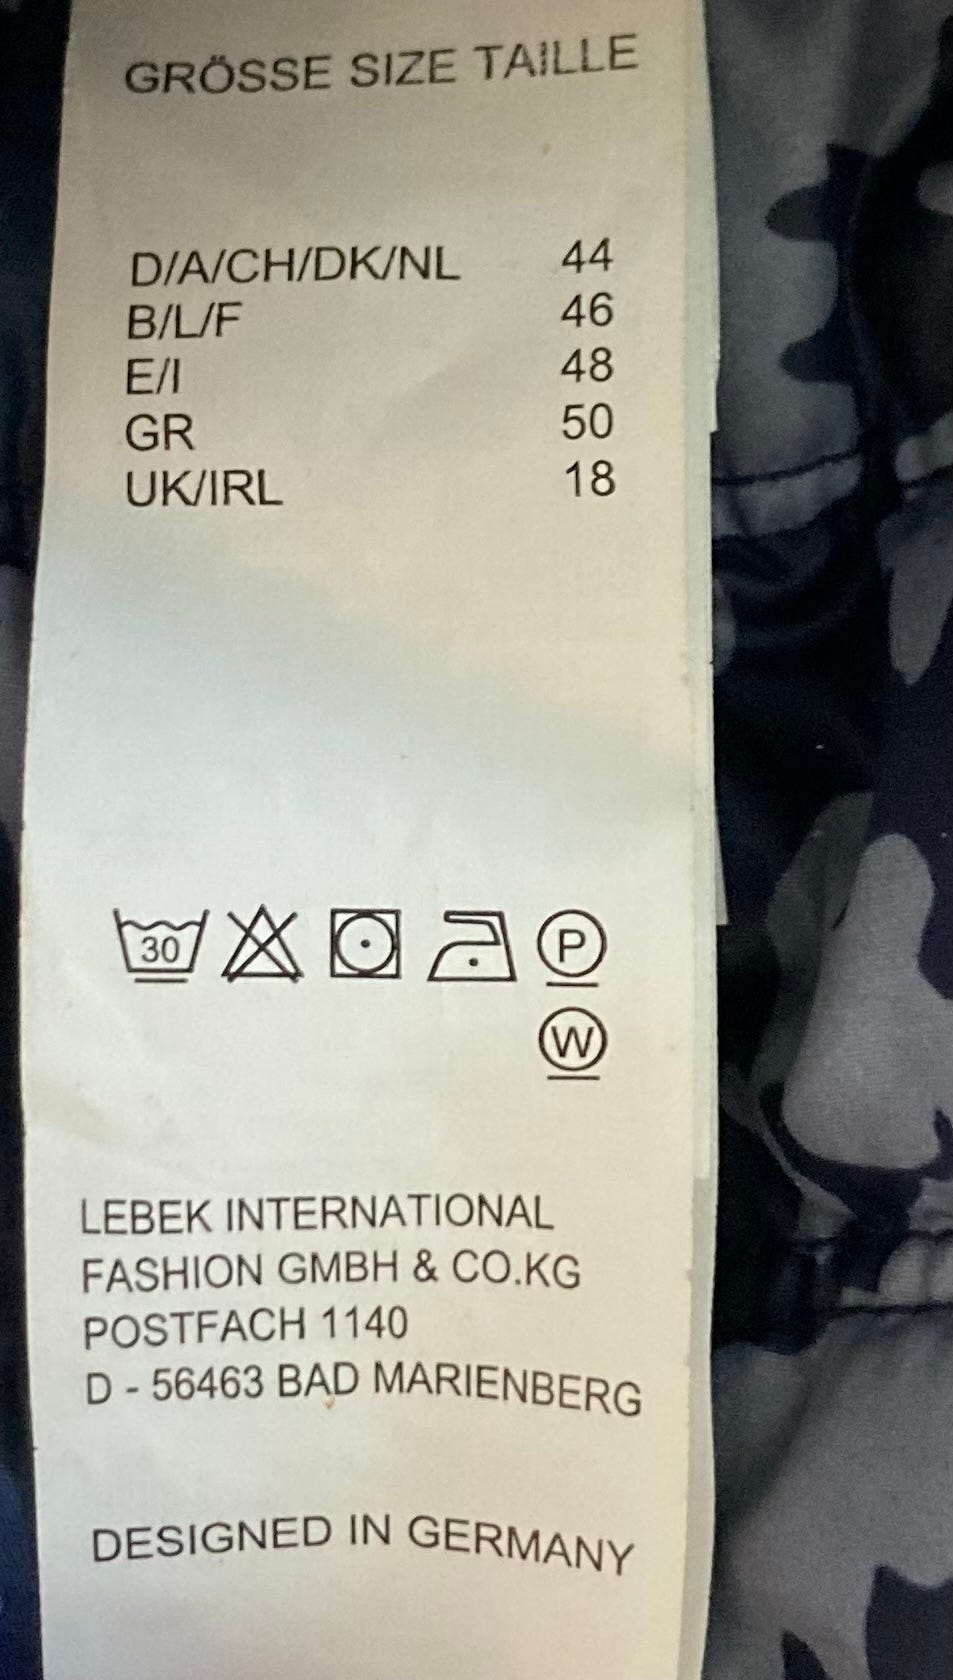 GRÖSSE SIZE TAILLE
D/A/CH/DK/NL 44
B/L/F 46
E/I 48
GR 50
UK/IRL 18
30
P
W
LEBEK INTERNATIONAL
FASHION GMBH & CO.KG
POSTFACH 1140
D - 56463 BAD MARIENBERG
DESIGNED IN GERMANY